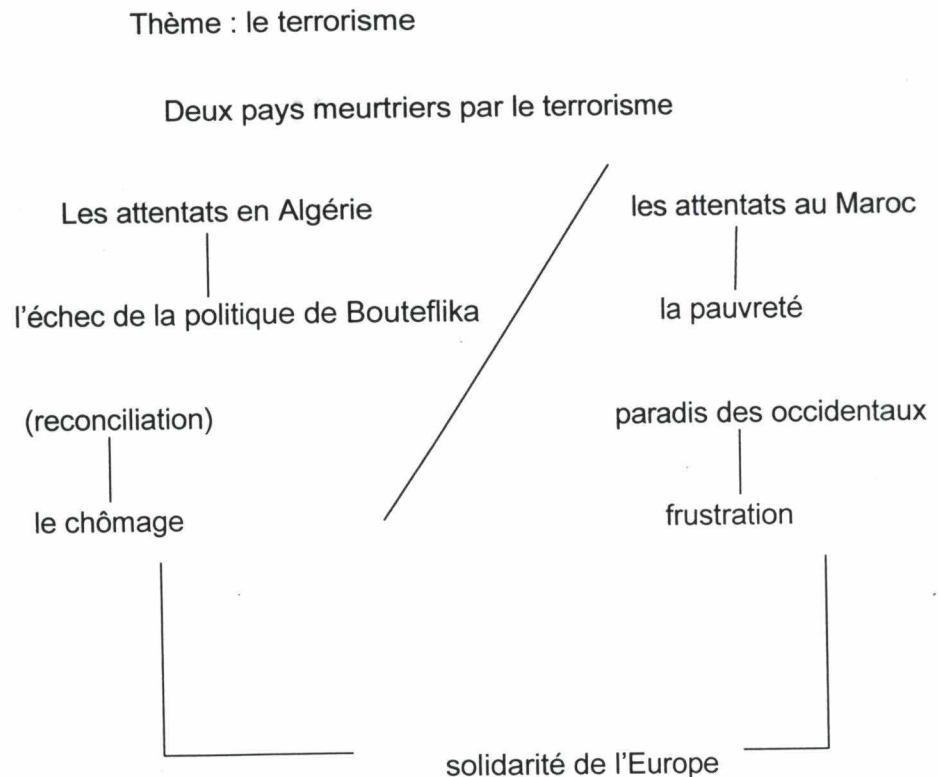 Thème : le terrorisme
Deux pays meurtriers par le terrorisme
Les attentats en Algérie
l'échec de la politique de Bouteflika
(reconciliation)
le chômage
les attentats au Maroc
la pauvreté
paradis des occidentaux
frustration
solidarité de l'Europe